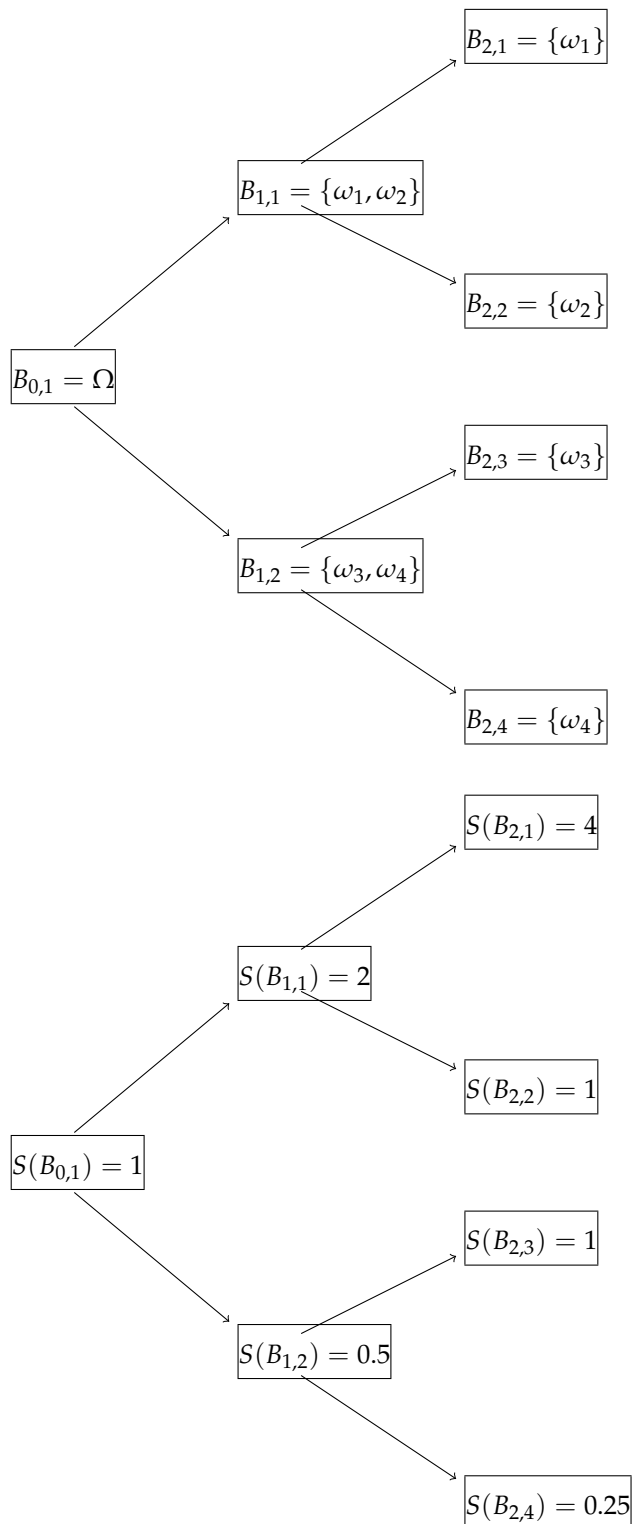 B_{2,1} = {ω_1}
B_{1,1} = {ω_1, ω_2}
B_{2,2} = {ω_2}
B_{0,1} = Ω
B_{2,3} = {ω_3}
B_{1,2} = {ω_3, ω_4}
B_{2,4} = {ω_4}
S(B_{2,1}) = 4
S(B_{1,1}) = 2
S(B_{2,2}) = 1
S(B_{0,1}) = 1
S(B_{2,3}) = 1
S(B_{1,2}) = 0.5
S(B_{2,4}) = 0.25